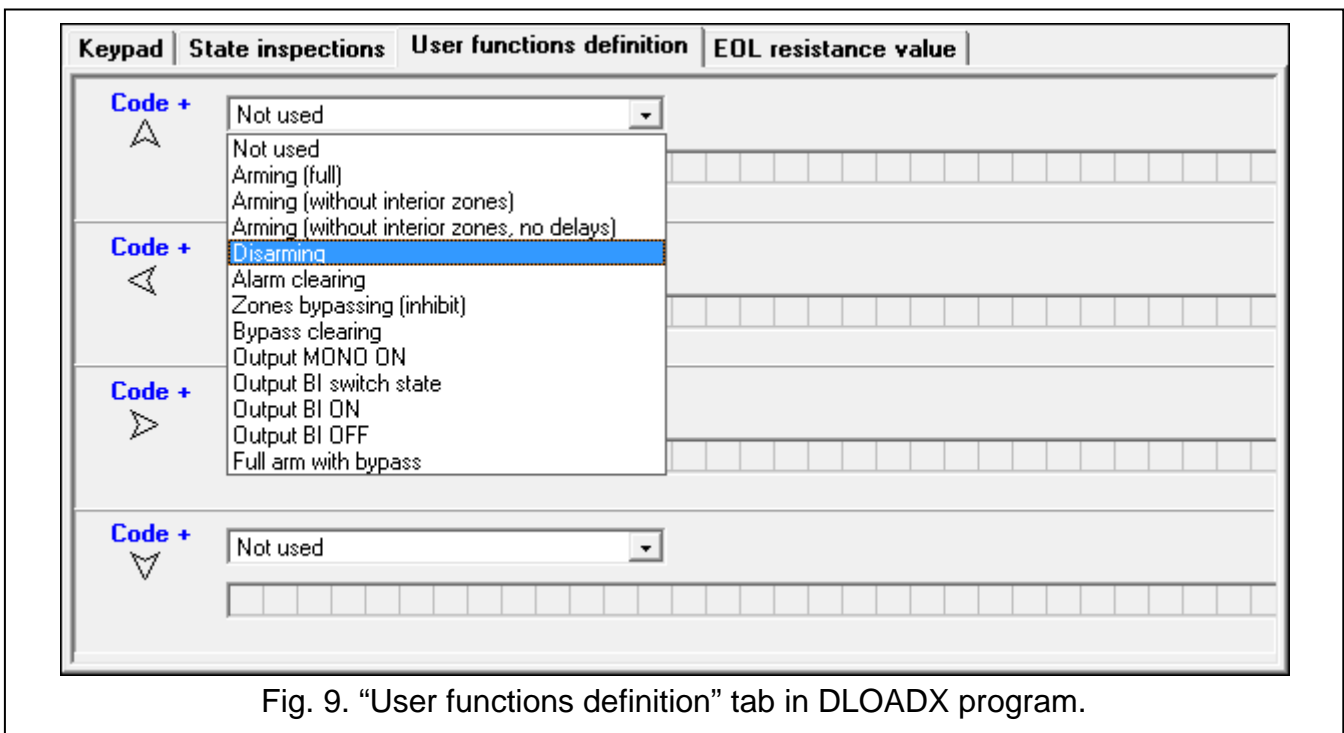 Keypad State inspections User functions definition EOL resistance value
Code +
Not used
Not used
Arming (full)
Arming (without interior zones)
Arming (without interior zones, no delays)
Code +
Disarming
Alarm clearing
Zones bypassing (inhibit)
Bypass clearing
Output MONO ON
Code +
Output BI switch state
Output BI ON
Output BI OFF
Full arm with bypass
Code +
Not used
Fig. 9. “User functions definition” tab in DLOADX program.